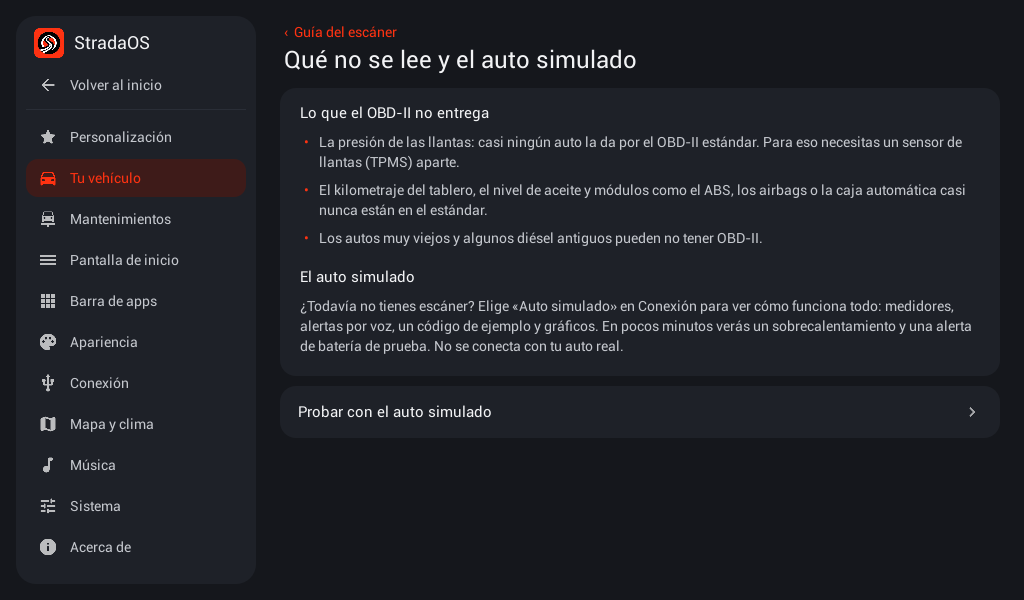 StradaOS
Volver al inicio
Personalización
Tu vehículo
Mantenimientos
Pantalla de inicio
Barra de apps
Apariencia
Conexión
Mapa y clima
Música
Sistema
Acerca de
‹ Guía del escáner
Qué no se lee y el auto simulado
Lo que el OBD-II no entrega
• La presión de las llantas: casi ningún auto la da por el OBD-II estándar. Para eso necesitas un sensor de
llantas (TPMS) aparte.
• El kilometraje del tablero, el nivel de aceite y módulos como el ABS, los airbags o la caja automática casi
nunca están en el estándar.
• Los autos muy viejos y algunos diésel antiguos pueden no tener OBD-II.
El auto simulado
¿Todavía no tienes escáner? Elige «Auto simulado» en Conexión para ver cómo funciona todo: medidores,
alertas por voz, un código de ejemplo y gráficos. En pocos minutos verás un sobrecalentamiento y una alerta
de batería de prueba. No se conecta con tu auto real.
Probar con el auto simulado